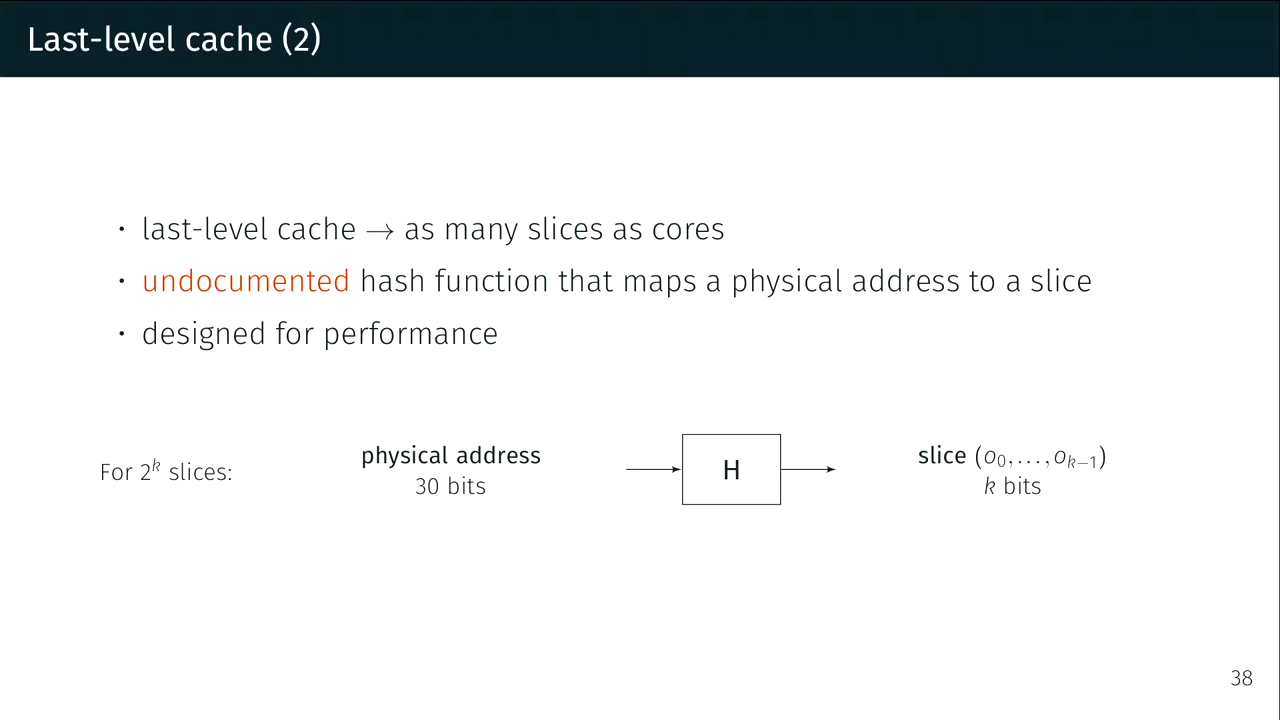 Last-level cache (2)
• last-level cache → as many slices as cores
• undocumented hash function that maps a physical address to a slice
• designed for performance
For 2^k slices:
physical address
30 bits
H
slice (o_0, ..., o_{k−1})
k bits
38